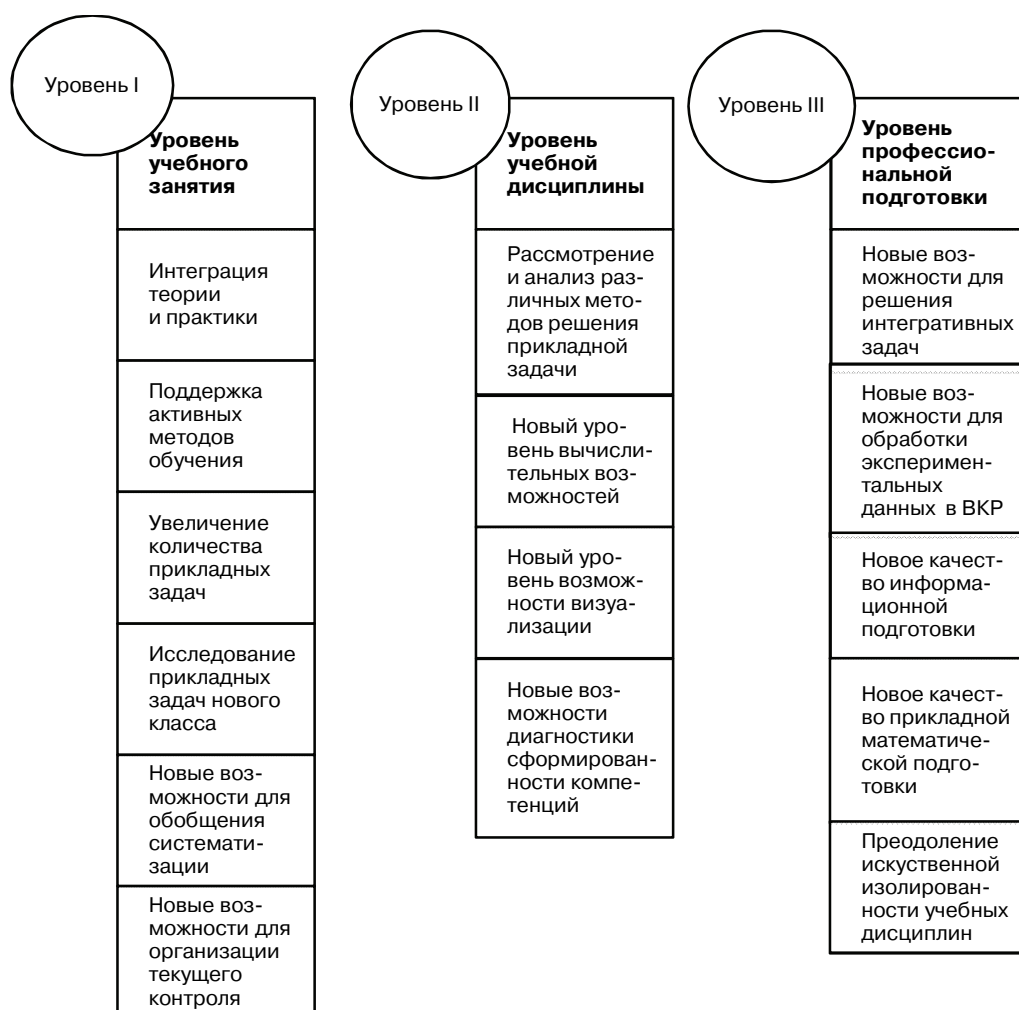 Уровень I
Уровень
учебного
занятия
Интеграция
теории
и практики
Поддержка
активных
методов
обучения
Увеличение
количества
прикладных
задач
Исследование
прикладных
задач нового
класса
Новые воз-
можности для
обобщения
системати-
зации
Новые воз-
можности для
организации
текущего
контроля
Уровень II
Уровень
учебной
дисциплины
Рассмотрение
и анализ раз-
личных мето-
дов решения
прикладной
задачи
Новый уро-
вень вычисли-
тельных воз-
можностей
Новый уро-
вень возмож-
ности визуа-
лизации
Новые воз-
можности
диагностики
сформирован-
ности компе-
тенций
Уровень III
Уровень
профессио-
нальной
подготовки
Новые воз-
можности для
решения
интегративных
задач
Новые воз-
можности для
обработки
эксперимен-
тальных
данных в ВКР
Новое качест-
во информа-
ционной
подготовки
Новое качест-
во прикладной
математиче-
ской подго-
товки
Преодоление
искуственной
изолирован-
ности учебных
дисциплин